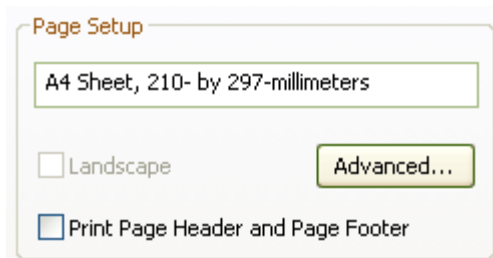 Page Setup
A4 Sheet, 210- by 297-millimeters
Landscape
Advanced...
Print Page Header and Page Footer